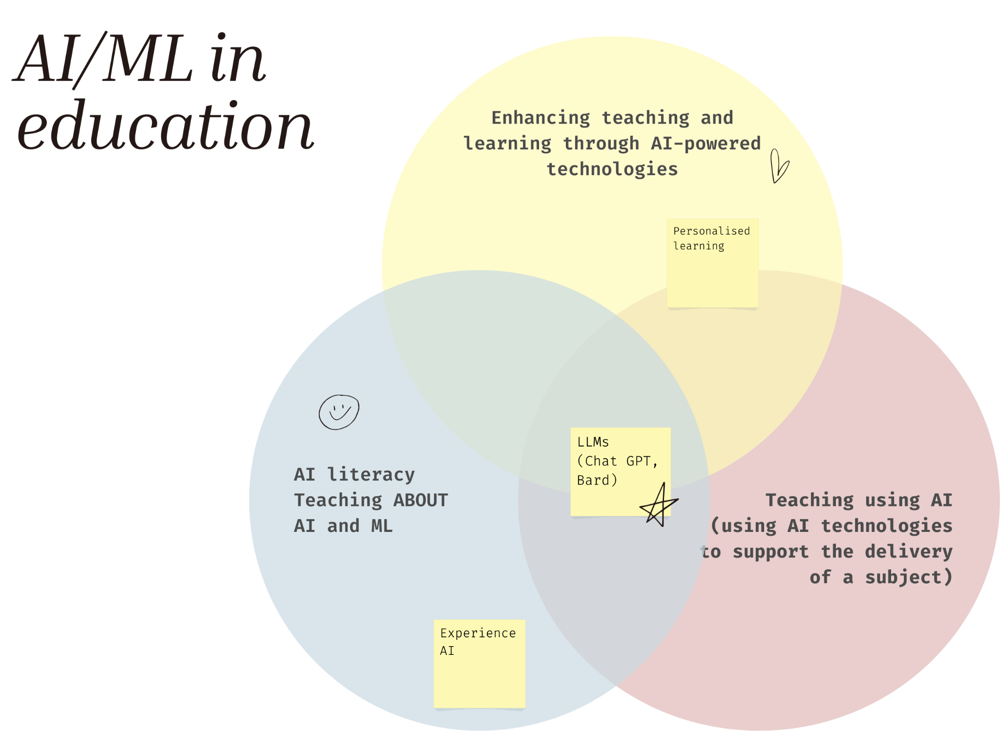 AI/ML in
education
Enhancing teaching and
learning through AI-powered
technologies
Personalised
learning
LLMs
(Chat GPT,
Bard)
AI literacy
Teaching ABOUT
AI and ML
Teaching using AI
(using AI technologies
to support the delivery
of a subject)
Experience
AI